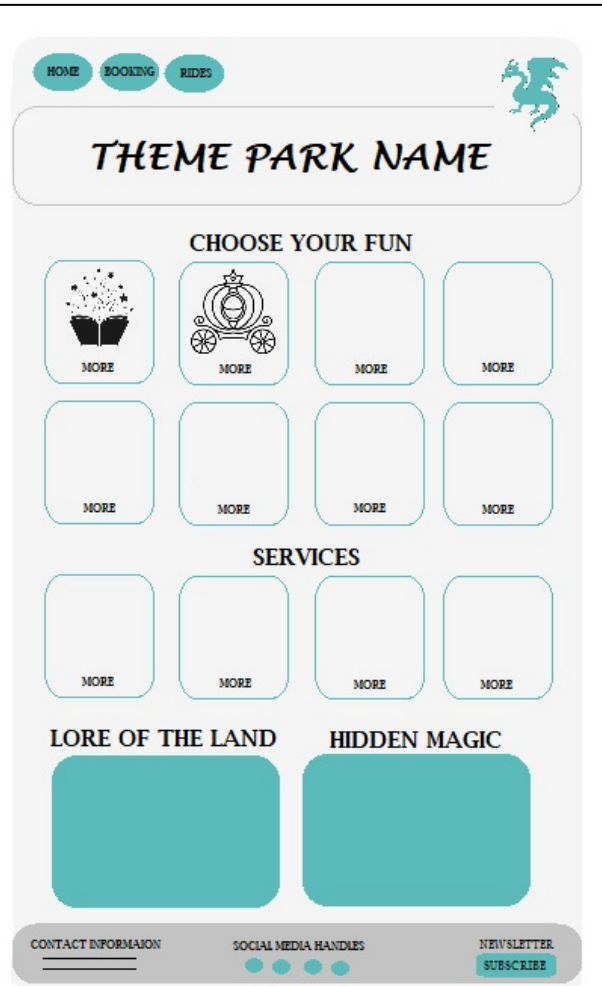 HOME BOOKING RIDES
THEME PARK NAME
CHOOSE YOUR FUN
MORE MORE MORE MORE
MORE MORE MORE MORE
SERVICES
MORE MORE MORE MORE
LORE OF THE LAND HIDDEN MAGIC
CONTACT INFORMAION SOCIAL MEDIA HANDLES NEWSLETTER
SUBSCRIBE